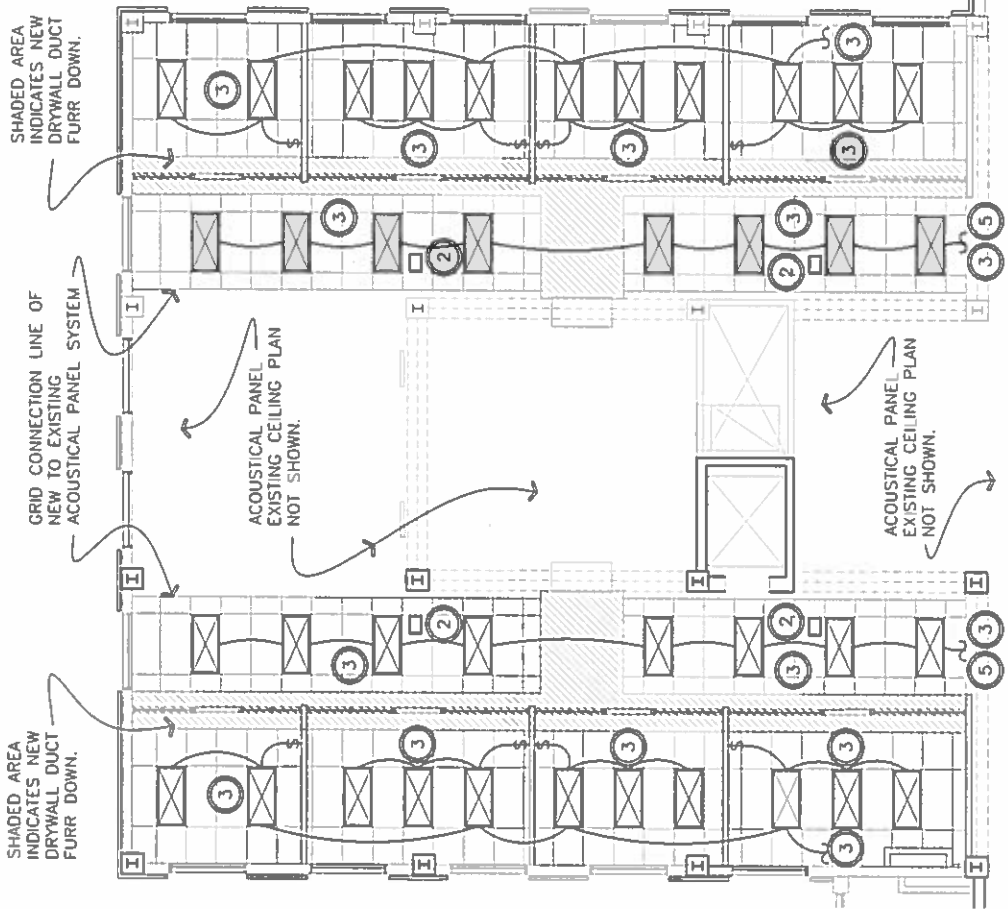 SHADED AREA
INDICATES NEW
DRYWALL DUCT
FURR DOWN.
GRID CONNECTION LINE OF
NEW TO EXISTING
ACOUSTICAL PANEL SYSTEM
SHADED AREA
INDICATES NEW
DRYWALL DUCT
FURR DOWN.
3
3
ACOUSTICAL PANEL
EXISTING CEILING PLAN
NOT SHOWN.
3
3
3
3
2
2
3
3
3
2
2
3
3
3
3
3
ACOUSTICAL PANEL
EXISTING CEILING PLAN
NOT SHOWN.
5 3
3 5